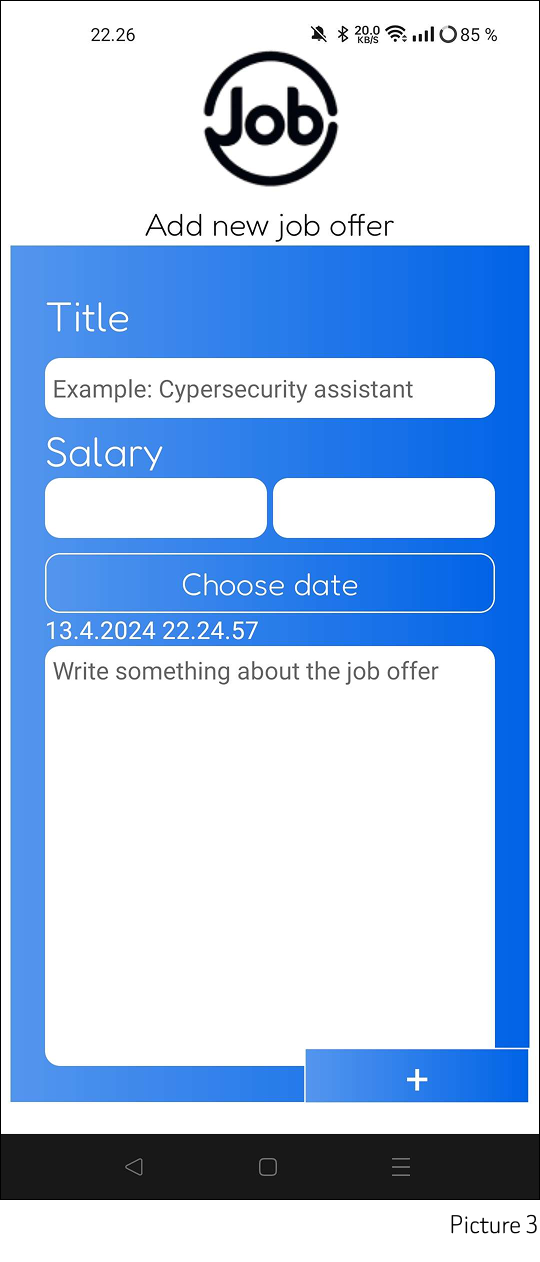 22.26 20.0 KB/S 85 %
Job
Add new job offer
Title
Example: Cypersecurity assistant
Salary
Choose date
13.4.2024 22.24.57
Write something about the job offer
+
Picture 3